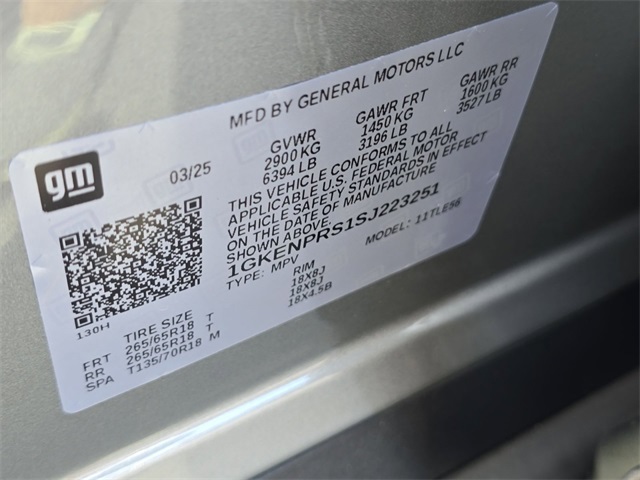 MFD BY GENERAL MOTORS LLC
gm
03/25
GVWR
2900 KG
6394 LB
GAWR FRT
1450 KG
3196 LB
GAWR RR
1600 KG
3527 LB
THIS VEHICLE CONFORMS TO ALL
APPLICABLE U.S. FEDERAL MOTOR
VEHICLE SAFETY STANDARDS IN EFFECT
ON THE DATE OF MANUFACTURE
SHOWN ABOVE.
1GKENPRS1SJ223251
TYPE: MPV
MODEL: 11TLE56
130H
TIRE SIZE
RIM
FRT 265/65R18 T 18X8J
RR 265/65R18 T 18X8J
SPA T135/70R18 M 18X4.5B